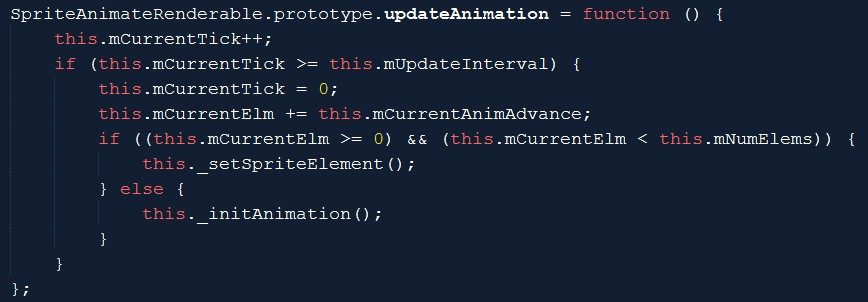 SpriteAnimateRenderable.prototype.updateAnimation = function () {
    this.mCurrentTick++;
    if (this.mCurrentTick >= this.mUpdateInterval) {
        this.mCurrentTick = 0;
        this.mCurrentElm += this.mCurrentAnimAdvance;
        if ((this.mCurrentElm >= 0) && (this.mCurrentElm < this.mNumElems)) {
            this._setSpriteElement();
        } else {
            this._initAnimation();
        }
    }
};